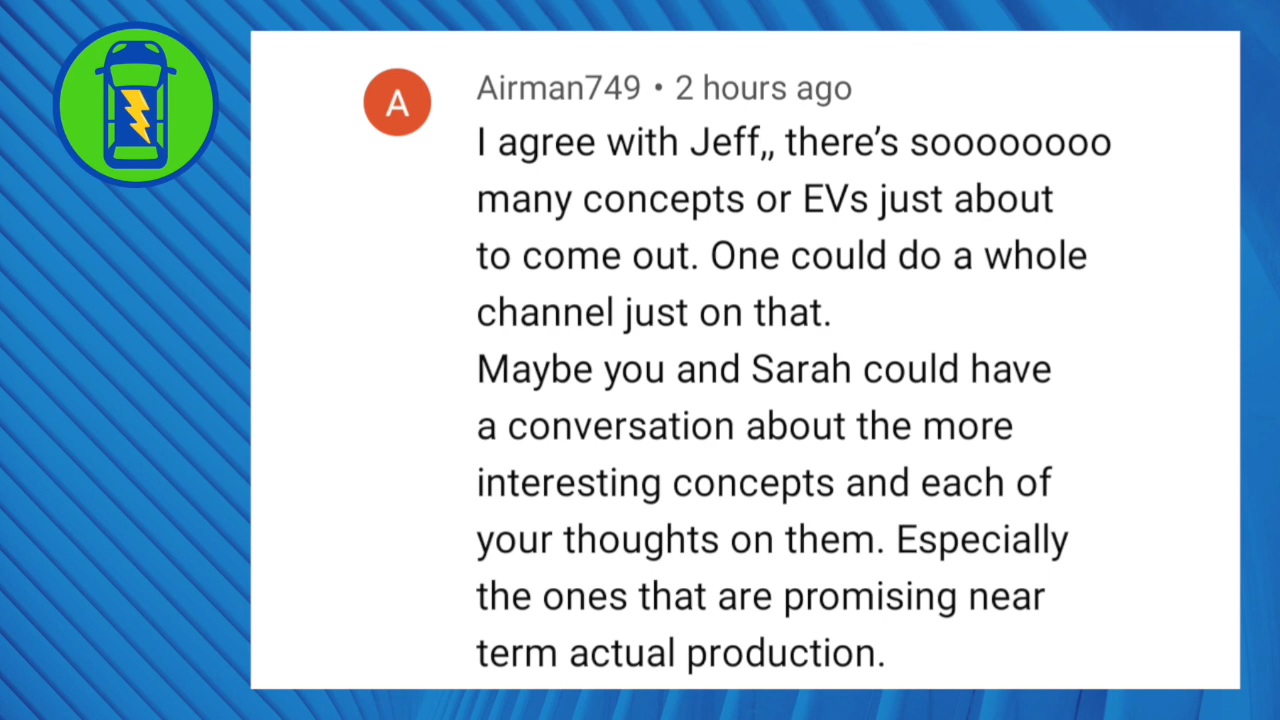 A
Airman749 • 2 hours ago
I agree with Jeff,, there’s soooooooo
many concepts or EVs just about
to come out. One could do a whole
channel just on that.
Maybe you and Sarah could have
a conversation about the more
interesting concepts and each of
your thoughts on them. Especially
the ones that are promising near
term actual production.